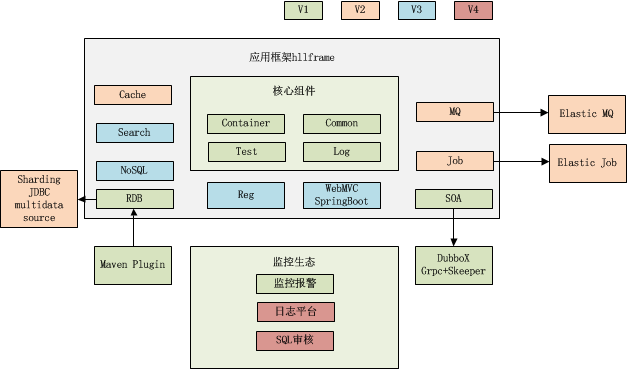 V1
V2
V3
V4
应用框架hllframe
核心组件
Cache
Container
Common
MQ
Elastic MQ
Search
Test
Log
Job
Elastic Job
NoSQL
Sharding
JDBC
multidata
source
RDB
Reg
WebMVC
SpringBoot
SOA
Maven Plugin
监控生态
DubboX
Grpc+Skeeper
监控报警
日志平台
SQL审核